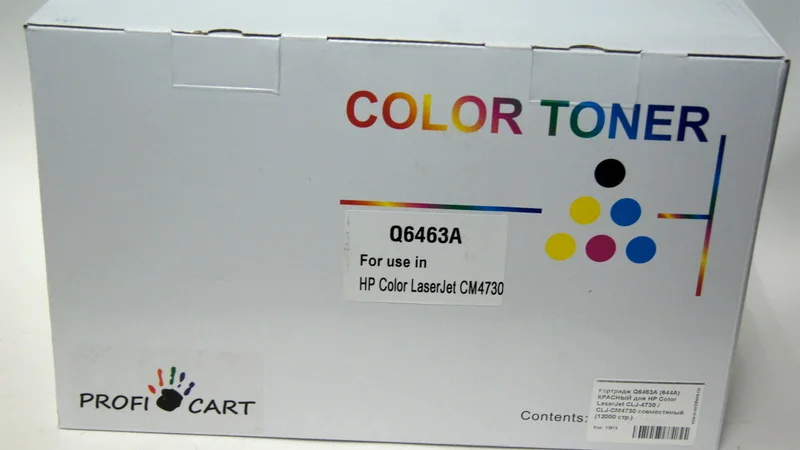 COLOR TONER
Q6463A
For use in
HP Color LaserJet CM4730
PROFI CART
Contents:
Картридж Q6463A (644A)
КРАСНЫЙ для HP Color
LaserJet CLJ-4730 /
CLJ-CM4730 совместимый
(12000 стр.)